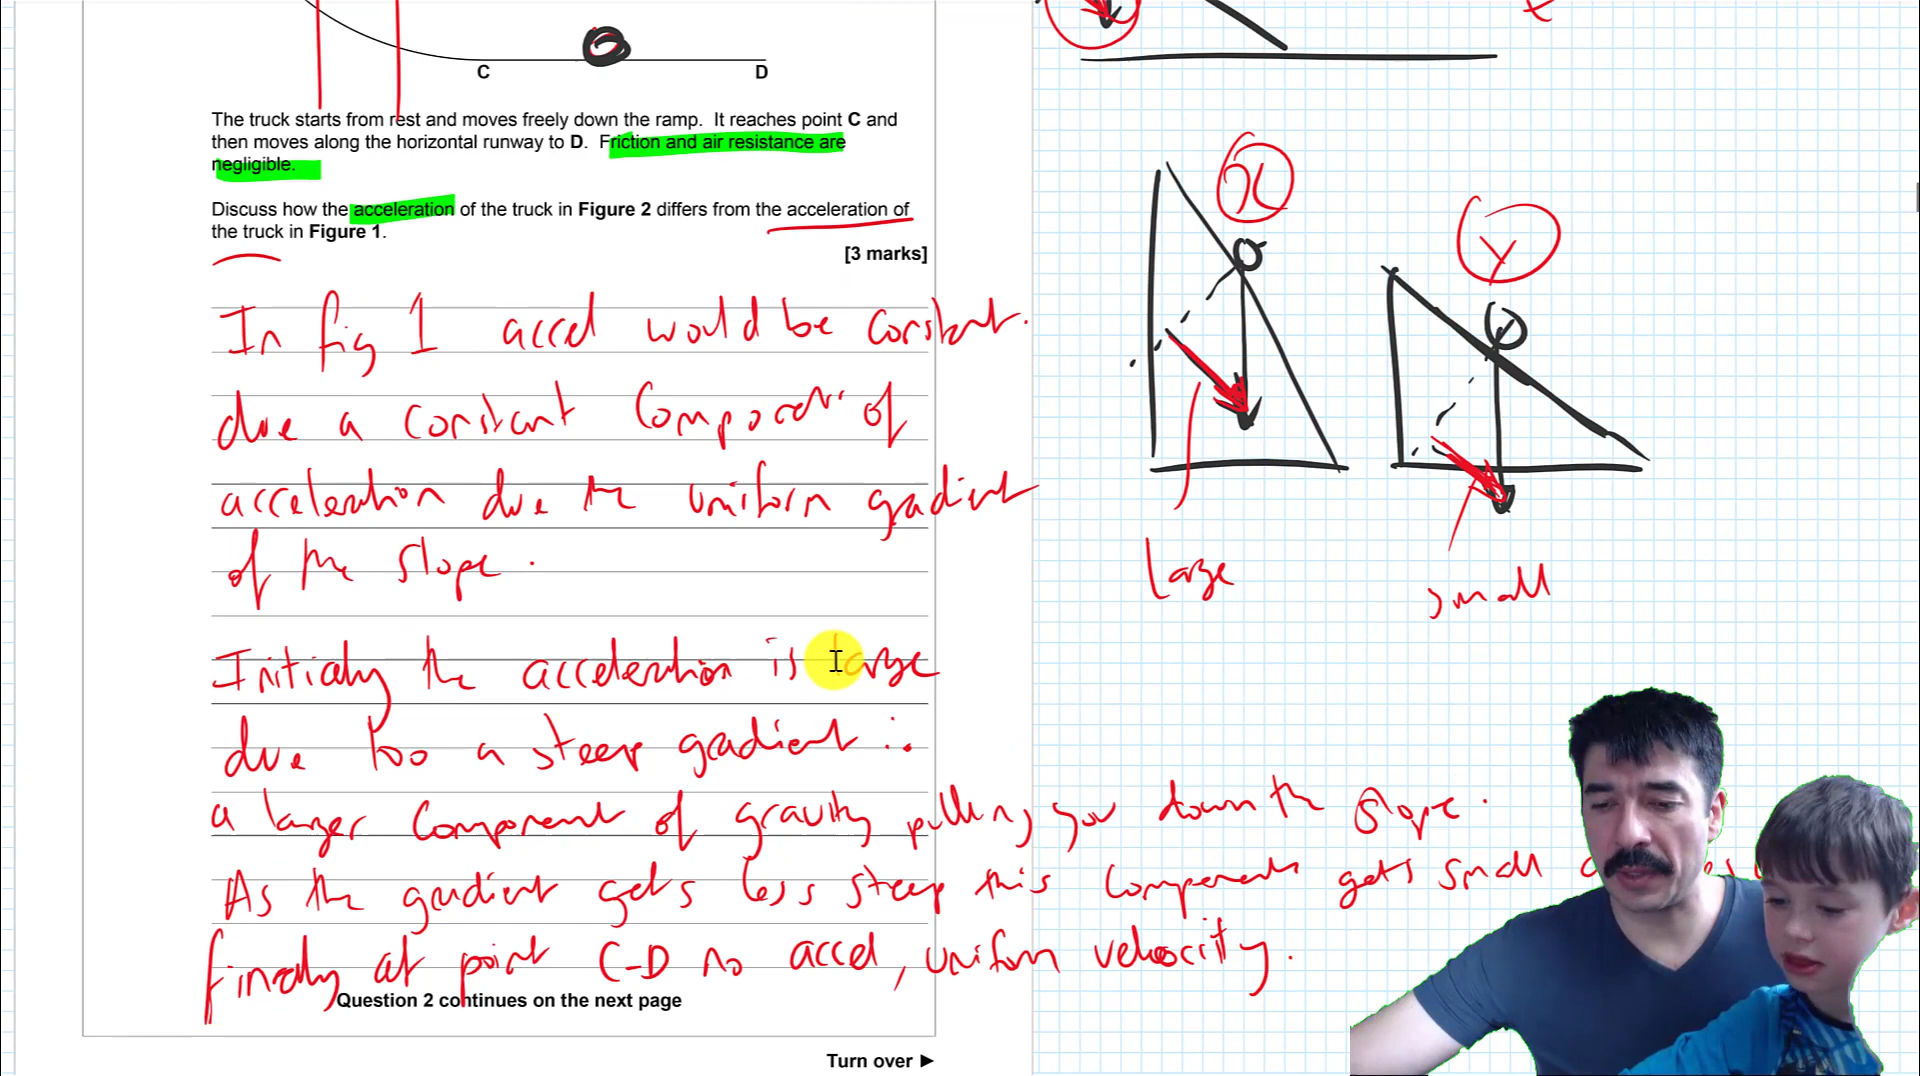 C
D
The truck starts from rest and moves freely down the ramp. It reaches point C and
then moves along the horizontal runway to D. Friction and air resistance are
negligible.
Discuss how the acceleration of the truck in Figure 2 differs from the acceleration of
the truck in Figure 1.
[3 marks]
In fig 1 accel would be constant.
due a constant component of
acceleration due the uniform gradient
of the slope.
Initially the acceleration is large
due too a steep gradient ∴
a larger component of gravity pulling you down the slope.
As the gradient gets less steep this component gets small
finally at point C-D no accel, uniform velocity.
Question 2 continues on the next page
Turn over ►
x
y
large
small